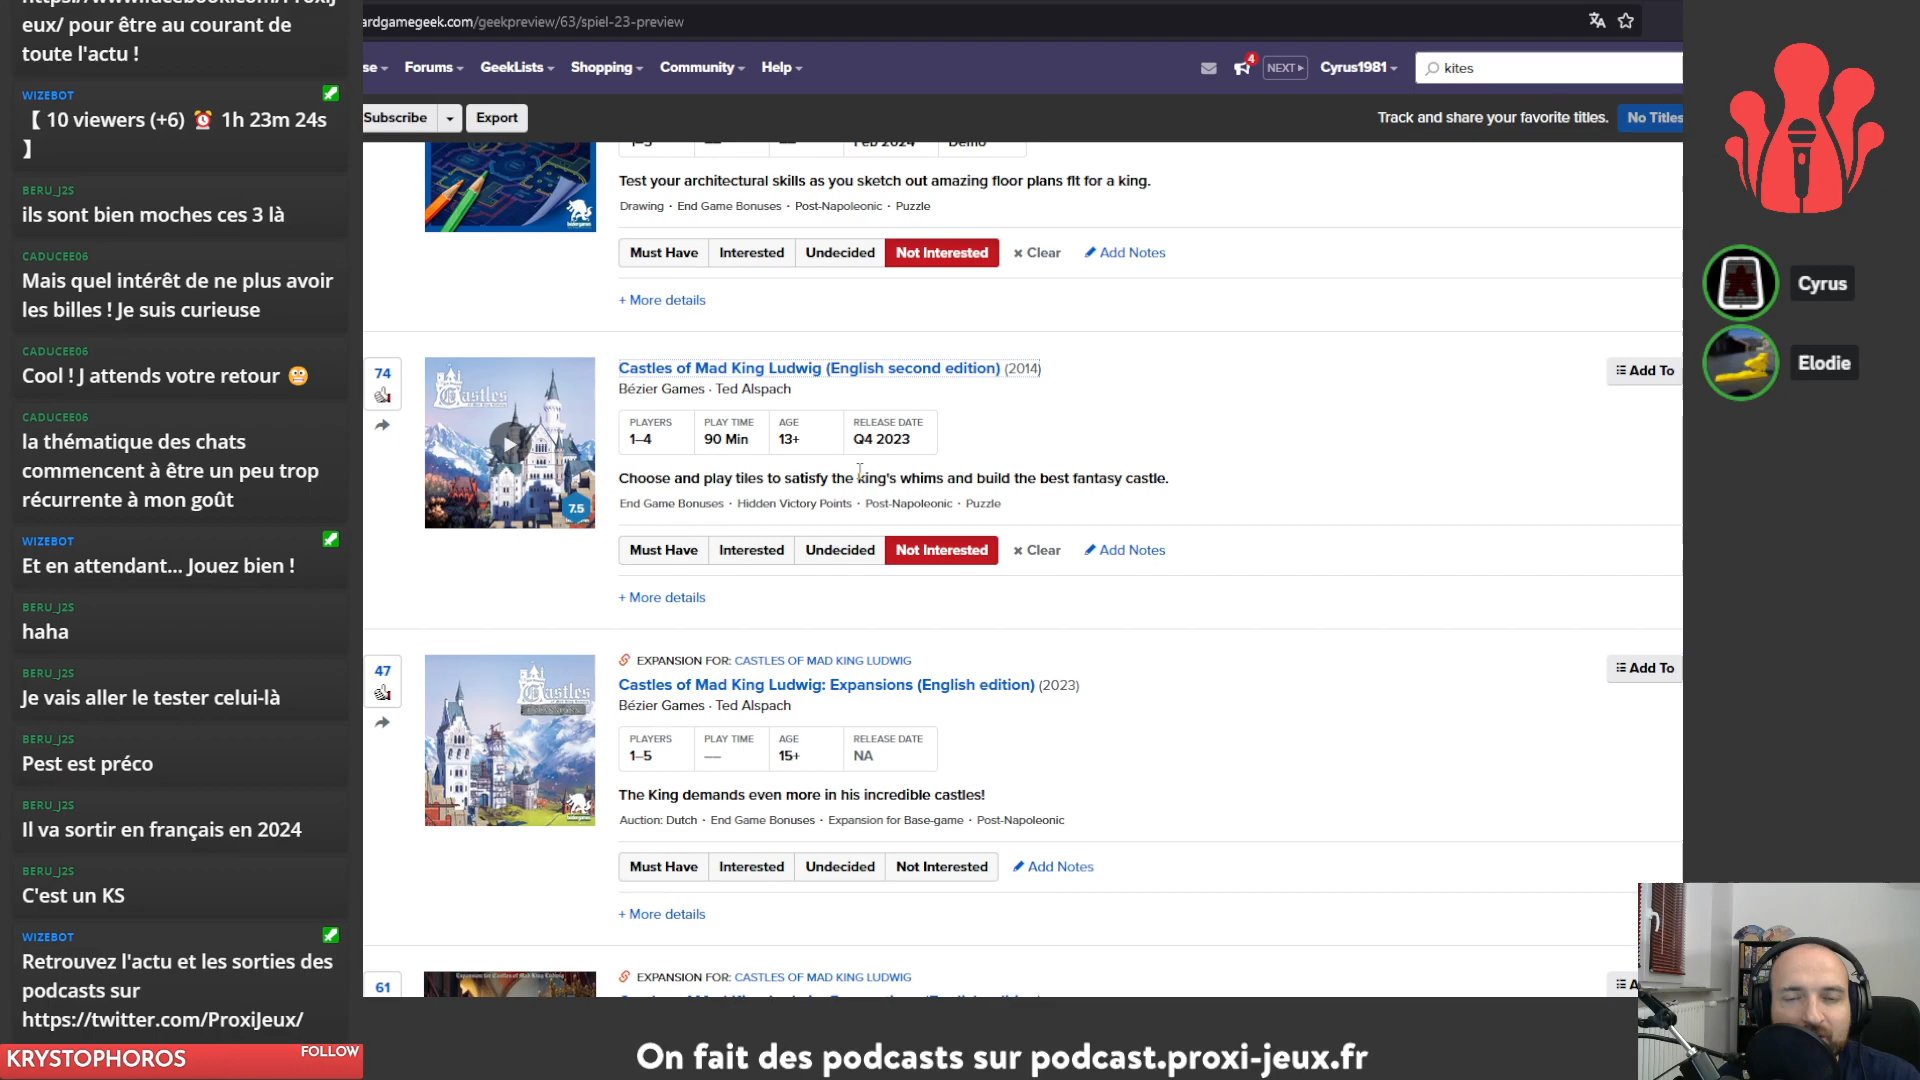 eux/ pour être au courant de
toute l'actu !
WIZEBOT
【 10 viewers (+6) ⏰ 1h 23m 24s
】
BERU_J2S
ils sont bien moches ces 3 là
CADUCEE06
Mais quel intérêt de ne plus avoir
les billes ! Je suis curieuse
CADUCEE06
Cool ! J attends votre retour 😬
CADUCEE06
la thématique des chats
commencent à être un peu trop
récurrente à mon goût
WIZEBOT
Et en attendant... Jouez bien !
BERU_J2S
haha
BERU_J2S
Je vais aller le tester celui-là
BERU_J2S
Pest est préco
BERU_J2S
Il va sortir en français en 2024
BERU_J2S
C'est un KS
WIZEBOT
Retrouvez l'actu et les sorties des
podcasts sur
https://twitter.com/ProxiJeux/
KRYSTOPHOROS FOLLOW
ardgamegeek.com/geekpreview/63/spiel-23-preview
se Forums GeekLists Shopping Community Help 4 NEXT Cyrus1981 kites
Subscribe Export Track and share your favorite titles. No Titles
Test your architectural skills as you sketch out amazing floor plans fit for a king.
Drawing · End Game Bonuses · Post-Napoleonic · Puzzle
Must Have Interested Undecided Not Interested × Clear Add Notes
+ More details
74
Castles
7.5
Castles of Mad King Ludwig (English second edition) (2014)
Add To
Bézier Games · Ted Alspach
PLAYERS PLAY TIME AGE RELEASE DATE
1–4 90 Min 13+ Q4 2023
Choose and play tiles to satisfy the king's whims and build the best fantasy castle.
End Game Bonuses · Hidden Victory Points · Post-Napoleonic · Puzzle
Must Have Interested Undecided Not Interested × Clear Add Notes
+ More details
47
Castles
EXPANSION FOR: CASTLES OF MAD KING LUDWIG
Add To
Castles of Mad King Ludwig: Expansions (English edition) (2023)
Bézier Games · Ted Alspach
PLAYERS PLAY TIME AGE RELEASE DATE
1–5 — 15+ NA
The King demands even more in his incredible castles!
Auction: Dutch · End Game Bonuses · Expansion for Base-game · Post-Napoleonic
Must Have Interested Undecided Not Interested Add Notes
+ More details
61
EXPANSION FOR: CASTLES OF MAD KING LUDWIG
Cyrus
Elodie
On fait des podcasts sur podcast.proxi-jeux.fr